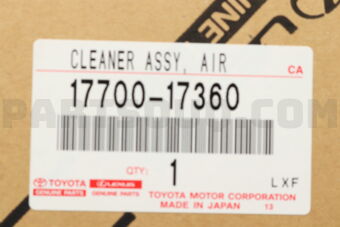 CLEANER ASSY, AIR
CA
17700-17360
QTY:
1
LXF
TOYOTA LEXUS
GENUINE PARTS GENUINE PARTS
TOYOTA MOTOR CORPORATION
MADE IN JAPAN 13